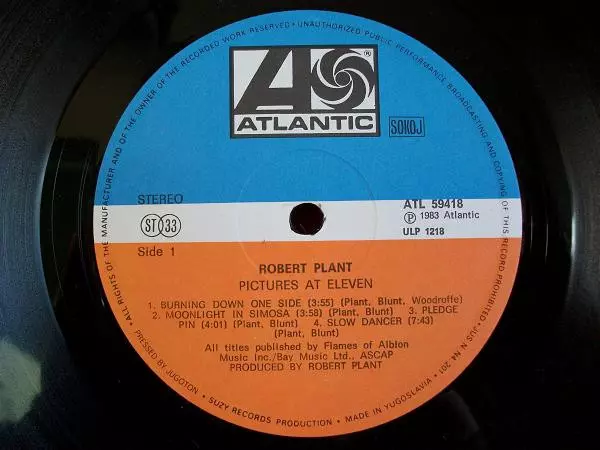 • ALL RIGHTS OF THE MANUFACTURER AND OF THE OWNER OF THE RECORDED WORK RESERVED • UNAUTHORIZED PUBLIC PERFORMANCE BROADCASTING AND COPYING OF THIS RECORD PROHIBITED • JUS N N4 201
®
ATLANTIC
SOKOJ
STEREO
ST 33
Side 1
ATL 59418
Ⓟ 1983 Atlantic
ULP 1218
ROBERT PLANT
PICTURES AT ELEVEN
1. BURNING DOWN ONE SIDE (3:55) (Plant, Blunt, Woodroffe)
2. MOONLIGHT IN SIMOSA (3:58) (Plant, Blunt) 3. PLEDGE
PIN (4:01) (Plant, Blunt) 4. SLOW DANCER (7:43)
(Plant, Blunt)
All titles published by Flames of Albion
Music Inc./Bay Music Ltd., ASCAP
PRODUCED BY ROBERT PLANT
PRESSED BY JUGOTON • SUZY RECORDS PRODUCTION • MADE IN YUGOSLAVIA •